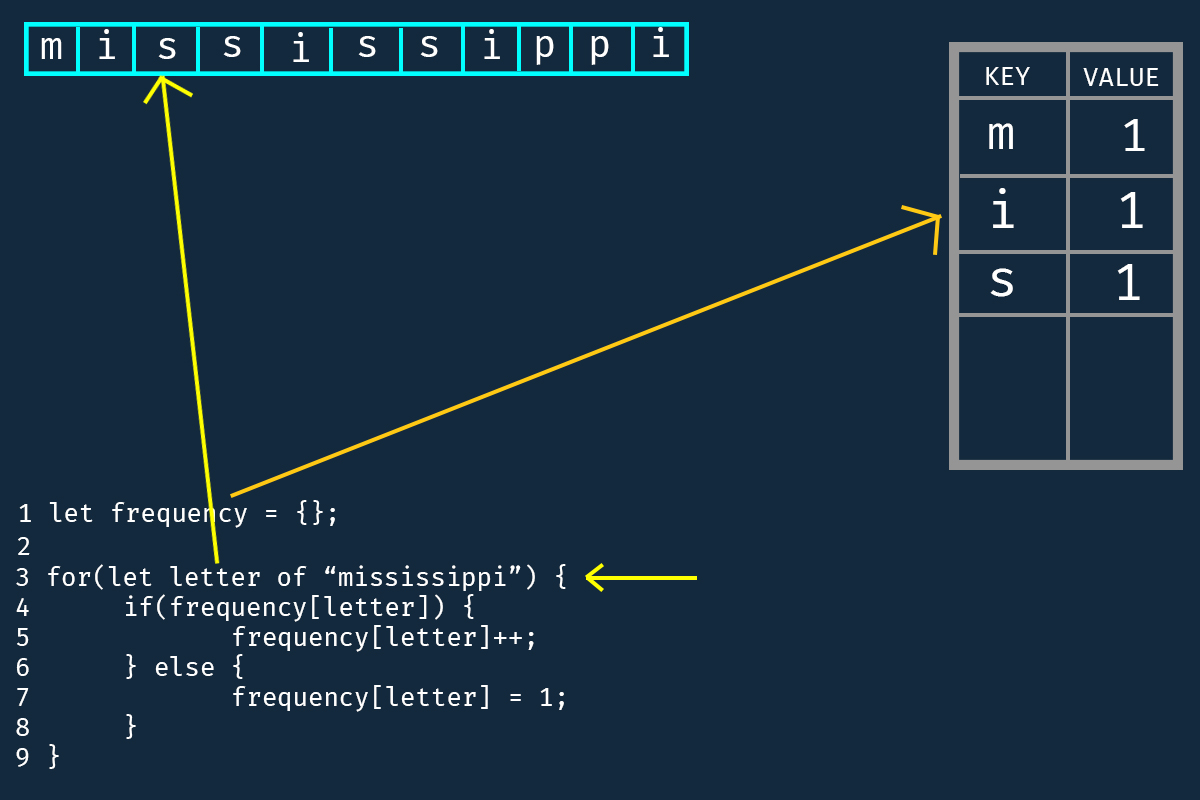 m i s s i s s i p p i
KEY VALUE
m 1
i 1
s 1
1 let frequency = {};
2
3 for(let letter of “mississippi”) {
4 if(frequency[letter]) {
5 frequency[letter]++;
6 } else {
7 frequency[letter] = 1;
8 }
9 }